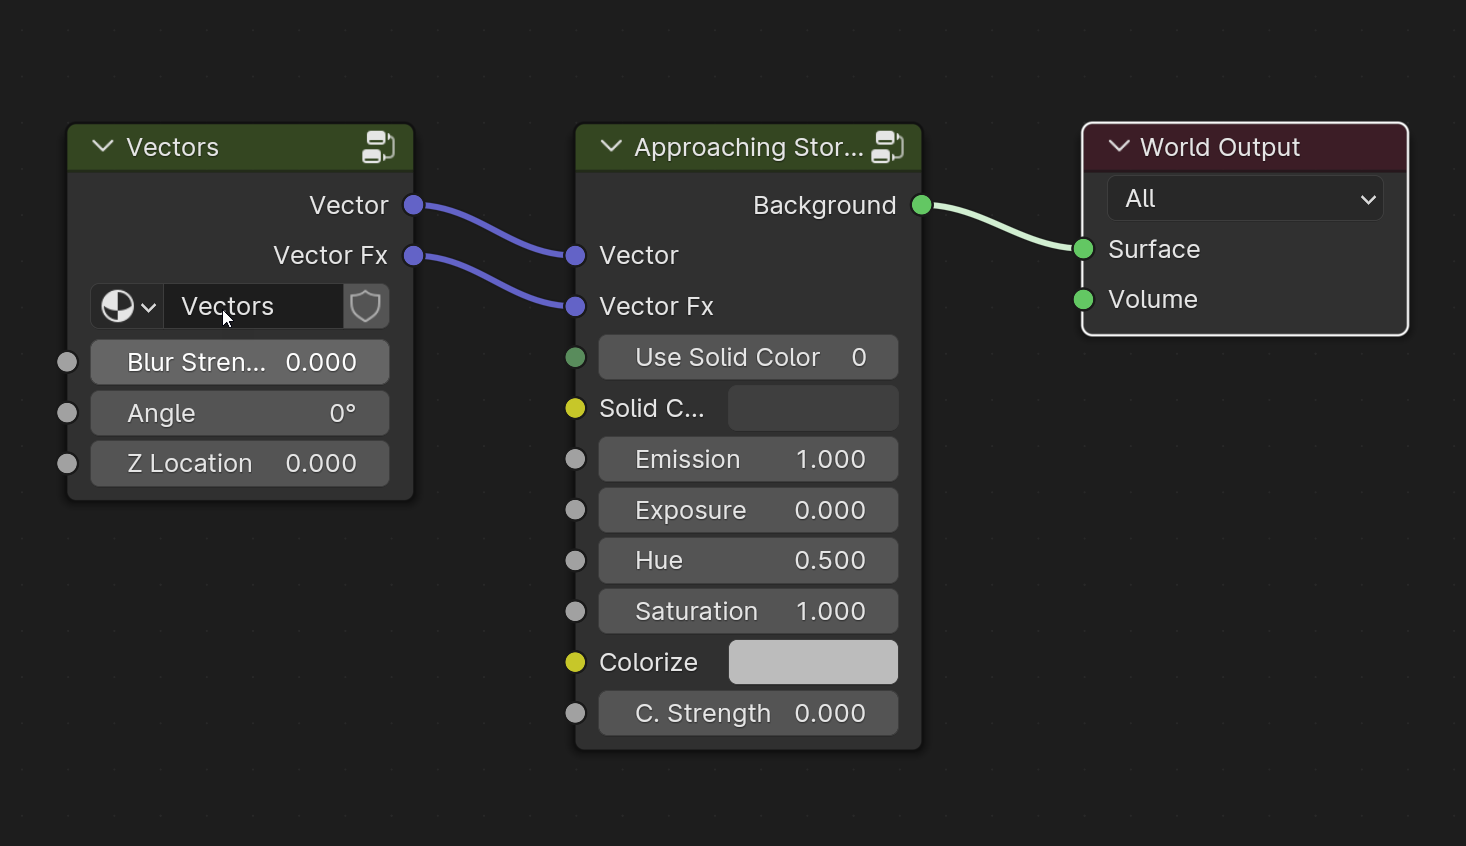 Vectors
Vector
Vector Fx
Vectors
Blur Stren... 0.000
Angle 0°
Z Location 0.000
Approaching Stor...
Background
Vector
Vector Fx
Use Solid Color 0
Solid C...
Emission 1.000
Exposure 0.000
Hue 0.500
Saturation 1.000
Colorize
C. Strength 0.000
World Output
All
Surface
Volume